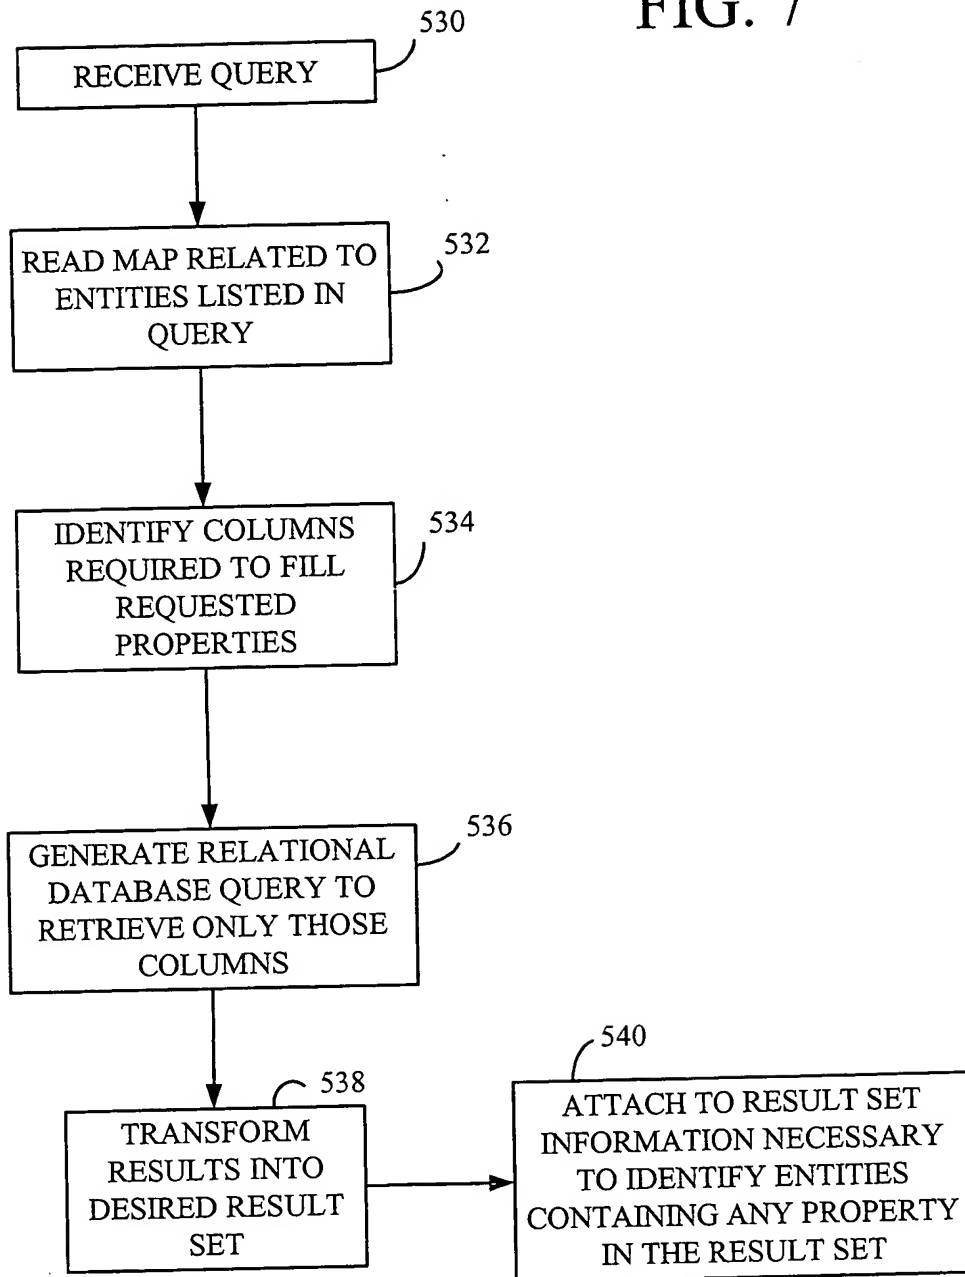 FIG. 7
530
RECEIVE QUERY
532
READ MAP RELATED TO
ENTITIES LISTED IN
QUERY
534
IDENTIFY COLUMNS
REQUIRED TO FILL
REQUESTED
PROPERTIES
536
GENERATE RELATIONAL
DATABASE QUERY TO
RETRIEVE ONLY THOSE
COLUMNS
538
TRANSFORM
RESULTS INTO
DESIRED RESULT
SET
540
ATTACH TO RESULT SET
INFORMATION NECESSARY
TO IDENTIFY ENTITIES
CONTAINING ANY PROPERTY
IN THE RESULT SET